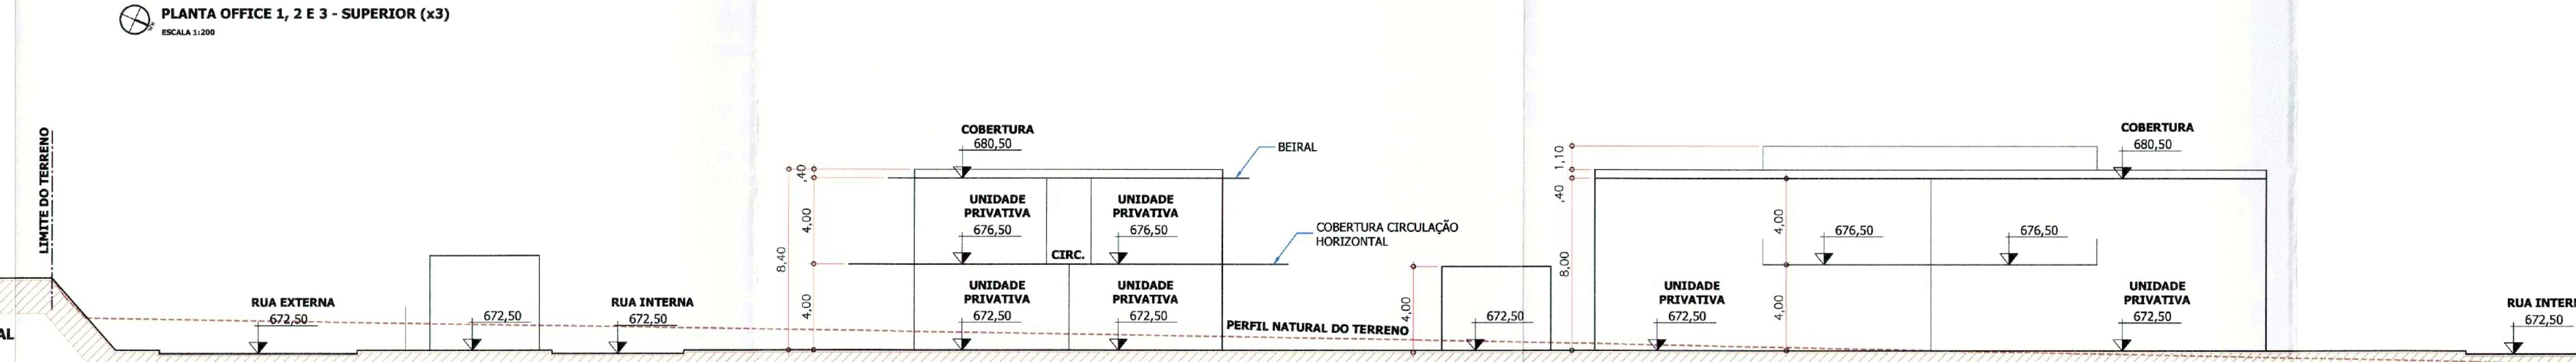 PLANTA OFFICE 1, 2 E 3 - SUPERIOR (x3)
ESCALA 1:200
LIMITE DO TERRENO
AL
RUA EXTERNA
672,50
672,50
RUA INTERNA
672,50
8,40
,40
4,00
4,00
COBERTURA
680,50
BEIRAL
UNIDADE
PRIVATIVA
676,50
UNIDADE
PRIVATIVA
676,50
CIRC.
COBERTURA CIRCULAÇÃO
HORIZONTAL
UNIDADE
PRIVATIVA
672,50
UNIDADE
PRIVATIVA
672,50
PERFIL NATURAL DO TERRENO
4,00
672,50
1,10
,40
8,00
COBERTURA
680,50
4,00
676,50
676,50
4,00
UNIDADE
PRIVATIVA
672,50
UNIDADE
PRIVATIVA
672,50
RUA INTER
672,50